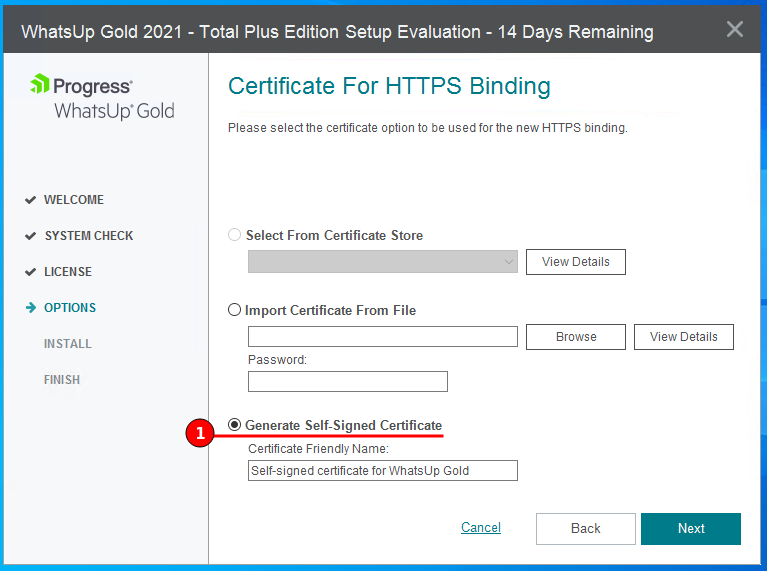 WhatsUp Gold 2021 - Total Plus Edition Setup Evaluation - 14 Days Remaining
Progress®
WhatsUp® Gold
WELCOME
SYSTEM CHECK
LICENSE
OPTIONS
INSTALL
FINISH
Certificate For HTTPS Binding
Please select the certificate option to be used for the new HTTPS binding.
Select From Certificate Store
View Details
Import Certificate From File
Browse
View Details
Password:
1
Generate Self-Signed Certificate
Certificate Friendly Name:
Self-signed certificate for WhatsUp Gold
Cancel
Back
Next